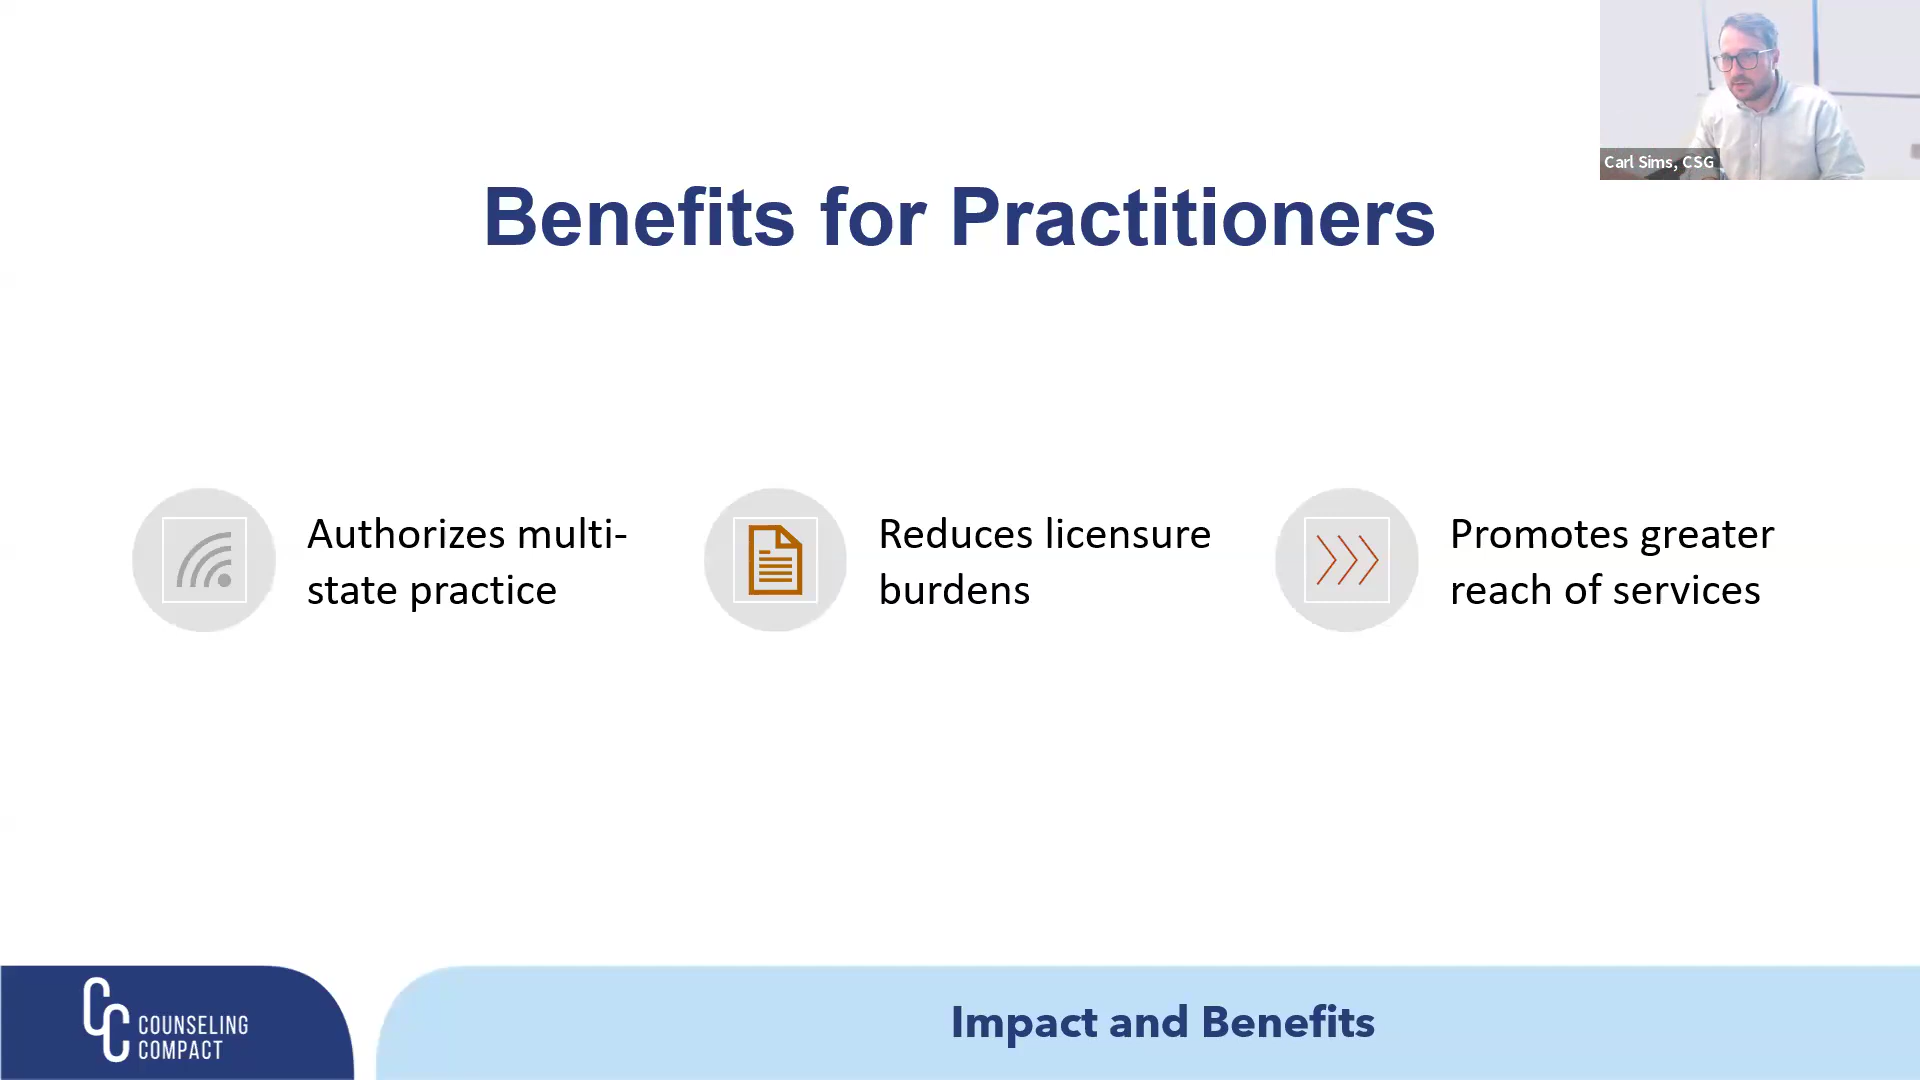 Carl Sims, CSG
Benefits for Practitioners
Authorizes multi-
state practice
Reduces licensure
burdens
Promotes greater
reach of services
CC
COUNSELING
COMPACT
Impact and Benefits